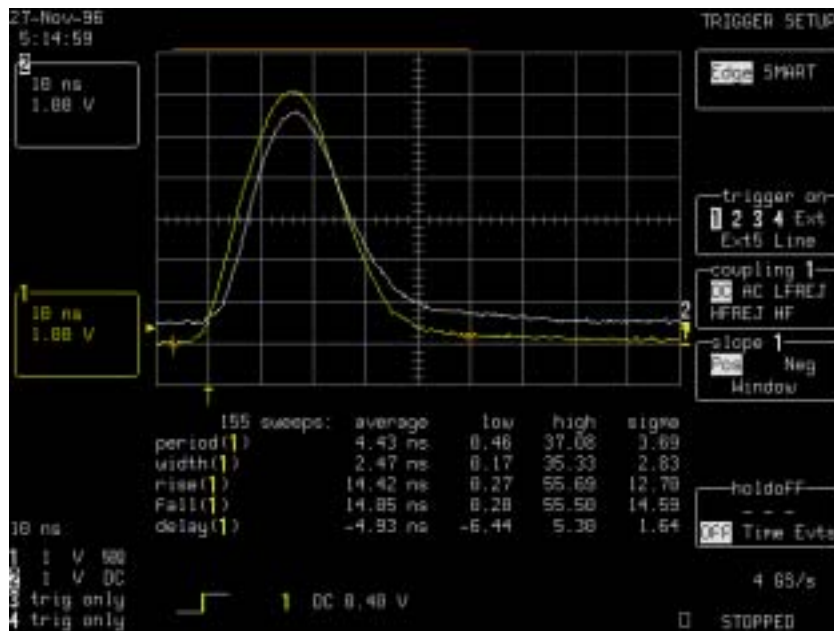 27-Nov-96
5:14:59
TRIGGER SETUP
2
10 ns
1.00 V
Edge SMART
trigger on
1 2 3 4 Ext
Ext5 Line
1
10 ns
1.00 V
coupling 1
DC AC LFREJ
HFREJ HF
2
1
slope 1
Pos Neg
Window
155 sweeps: average low high sigma
period(1) 4.43 ns 0.46 37.08 3.69
width(1) 2.47 ns 0.17 35.33 2.83
rise(1) 14.42 ns 0.27 55.69 12.70
fall(1) 14.05 ns 0.20 55.50 14.59
delay(1) -4.93 ns -6.44 5.30 1.64
holdoff
- - -
OFF Time Evts
10 ns
1 1 V 50Ω
2 1 V DC
3 trig only
4 trig only
1 DC 0.40 V
4 GS/s
STOPPED